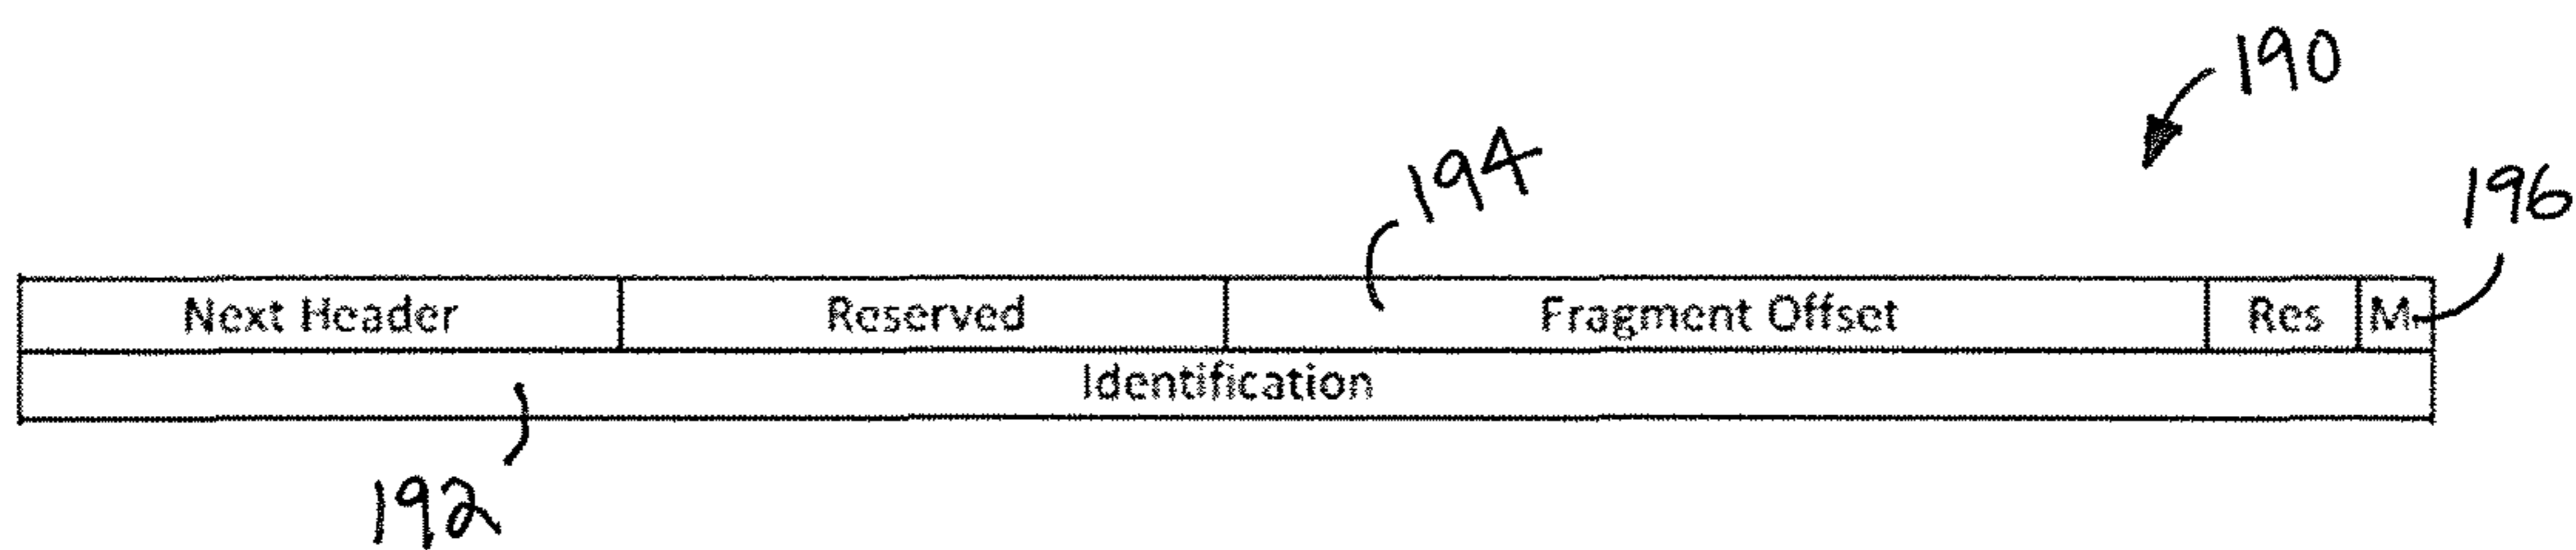 190
194
196
Next Header Reserved Fragment Offset Res M
Identification
192